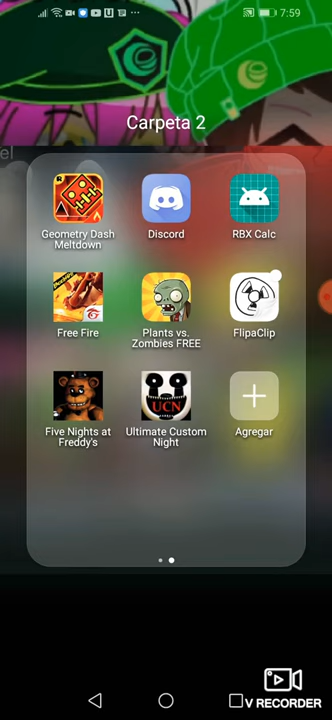 7:59
Carpeta 2
el
Geometry Dash
Meltdown
Discord
RBX Calc
Free Fire
Plants vs.
Zombies FREE
FlipaClip
UCN
Five Nights at
Freddy's
Ultimate Custom
Night
Agregar
V RECORDER